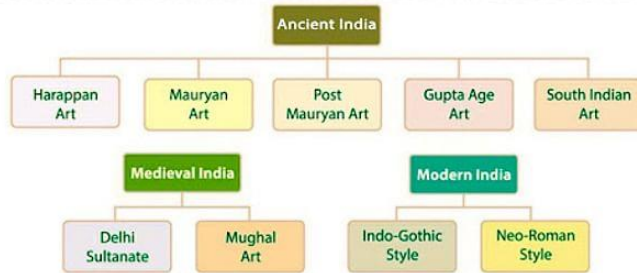 Ancient India
Harappan
Art
Mauryan
Art
Post
Mauryan Art
Gupta Age
Art
South Indian
Art
Medieval India
Modern India
Delhi
Sultanate
Mughal
Art
Indo-Gothic
Style
Neo-Roman
Style